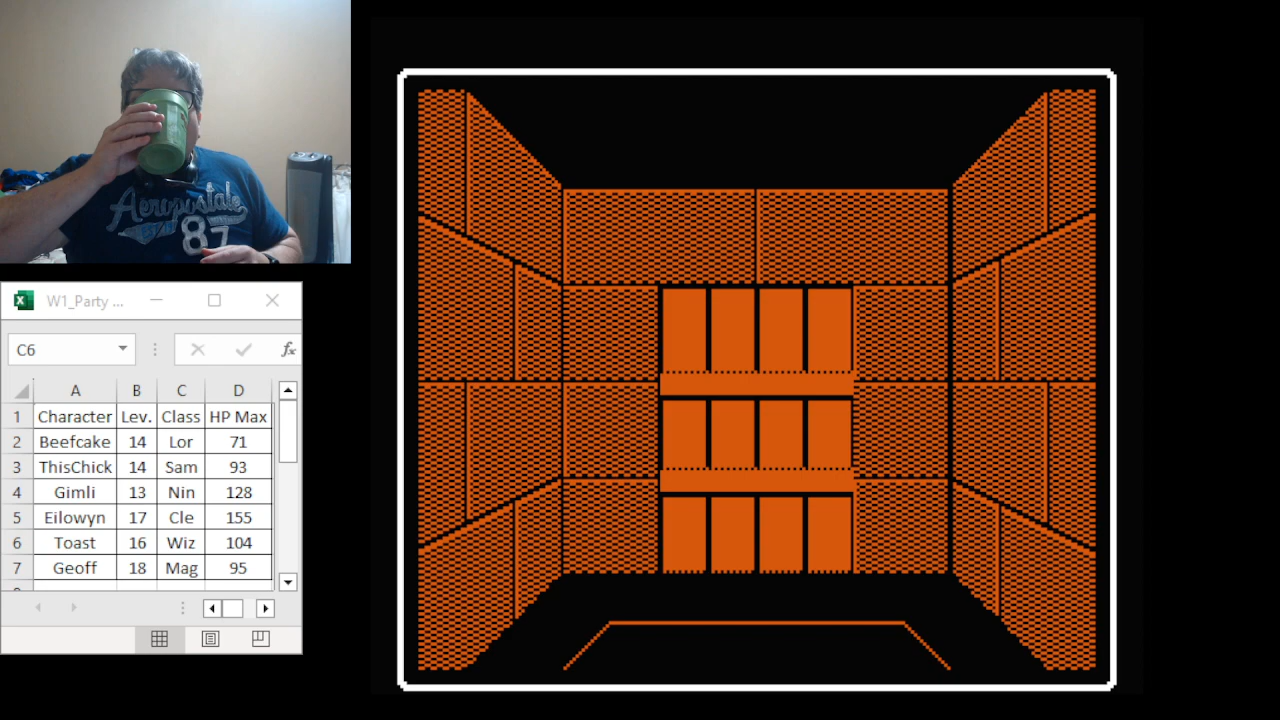 Aeropostale
87
W1_Party ...
C6
fx
A B C D
1 Character Lev. Class HP Max
2 Beefcake 14 Lor 71
3 ThisChick 14 Sam 93
4 Gimli 13 Nin 128
5 Eilowyn 17 Cle 155
6 Toast 16 Wiz 104
7 Geoff 18 Mag 95